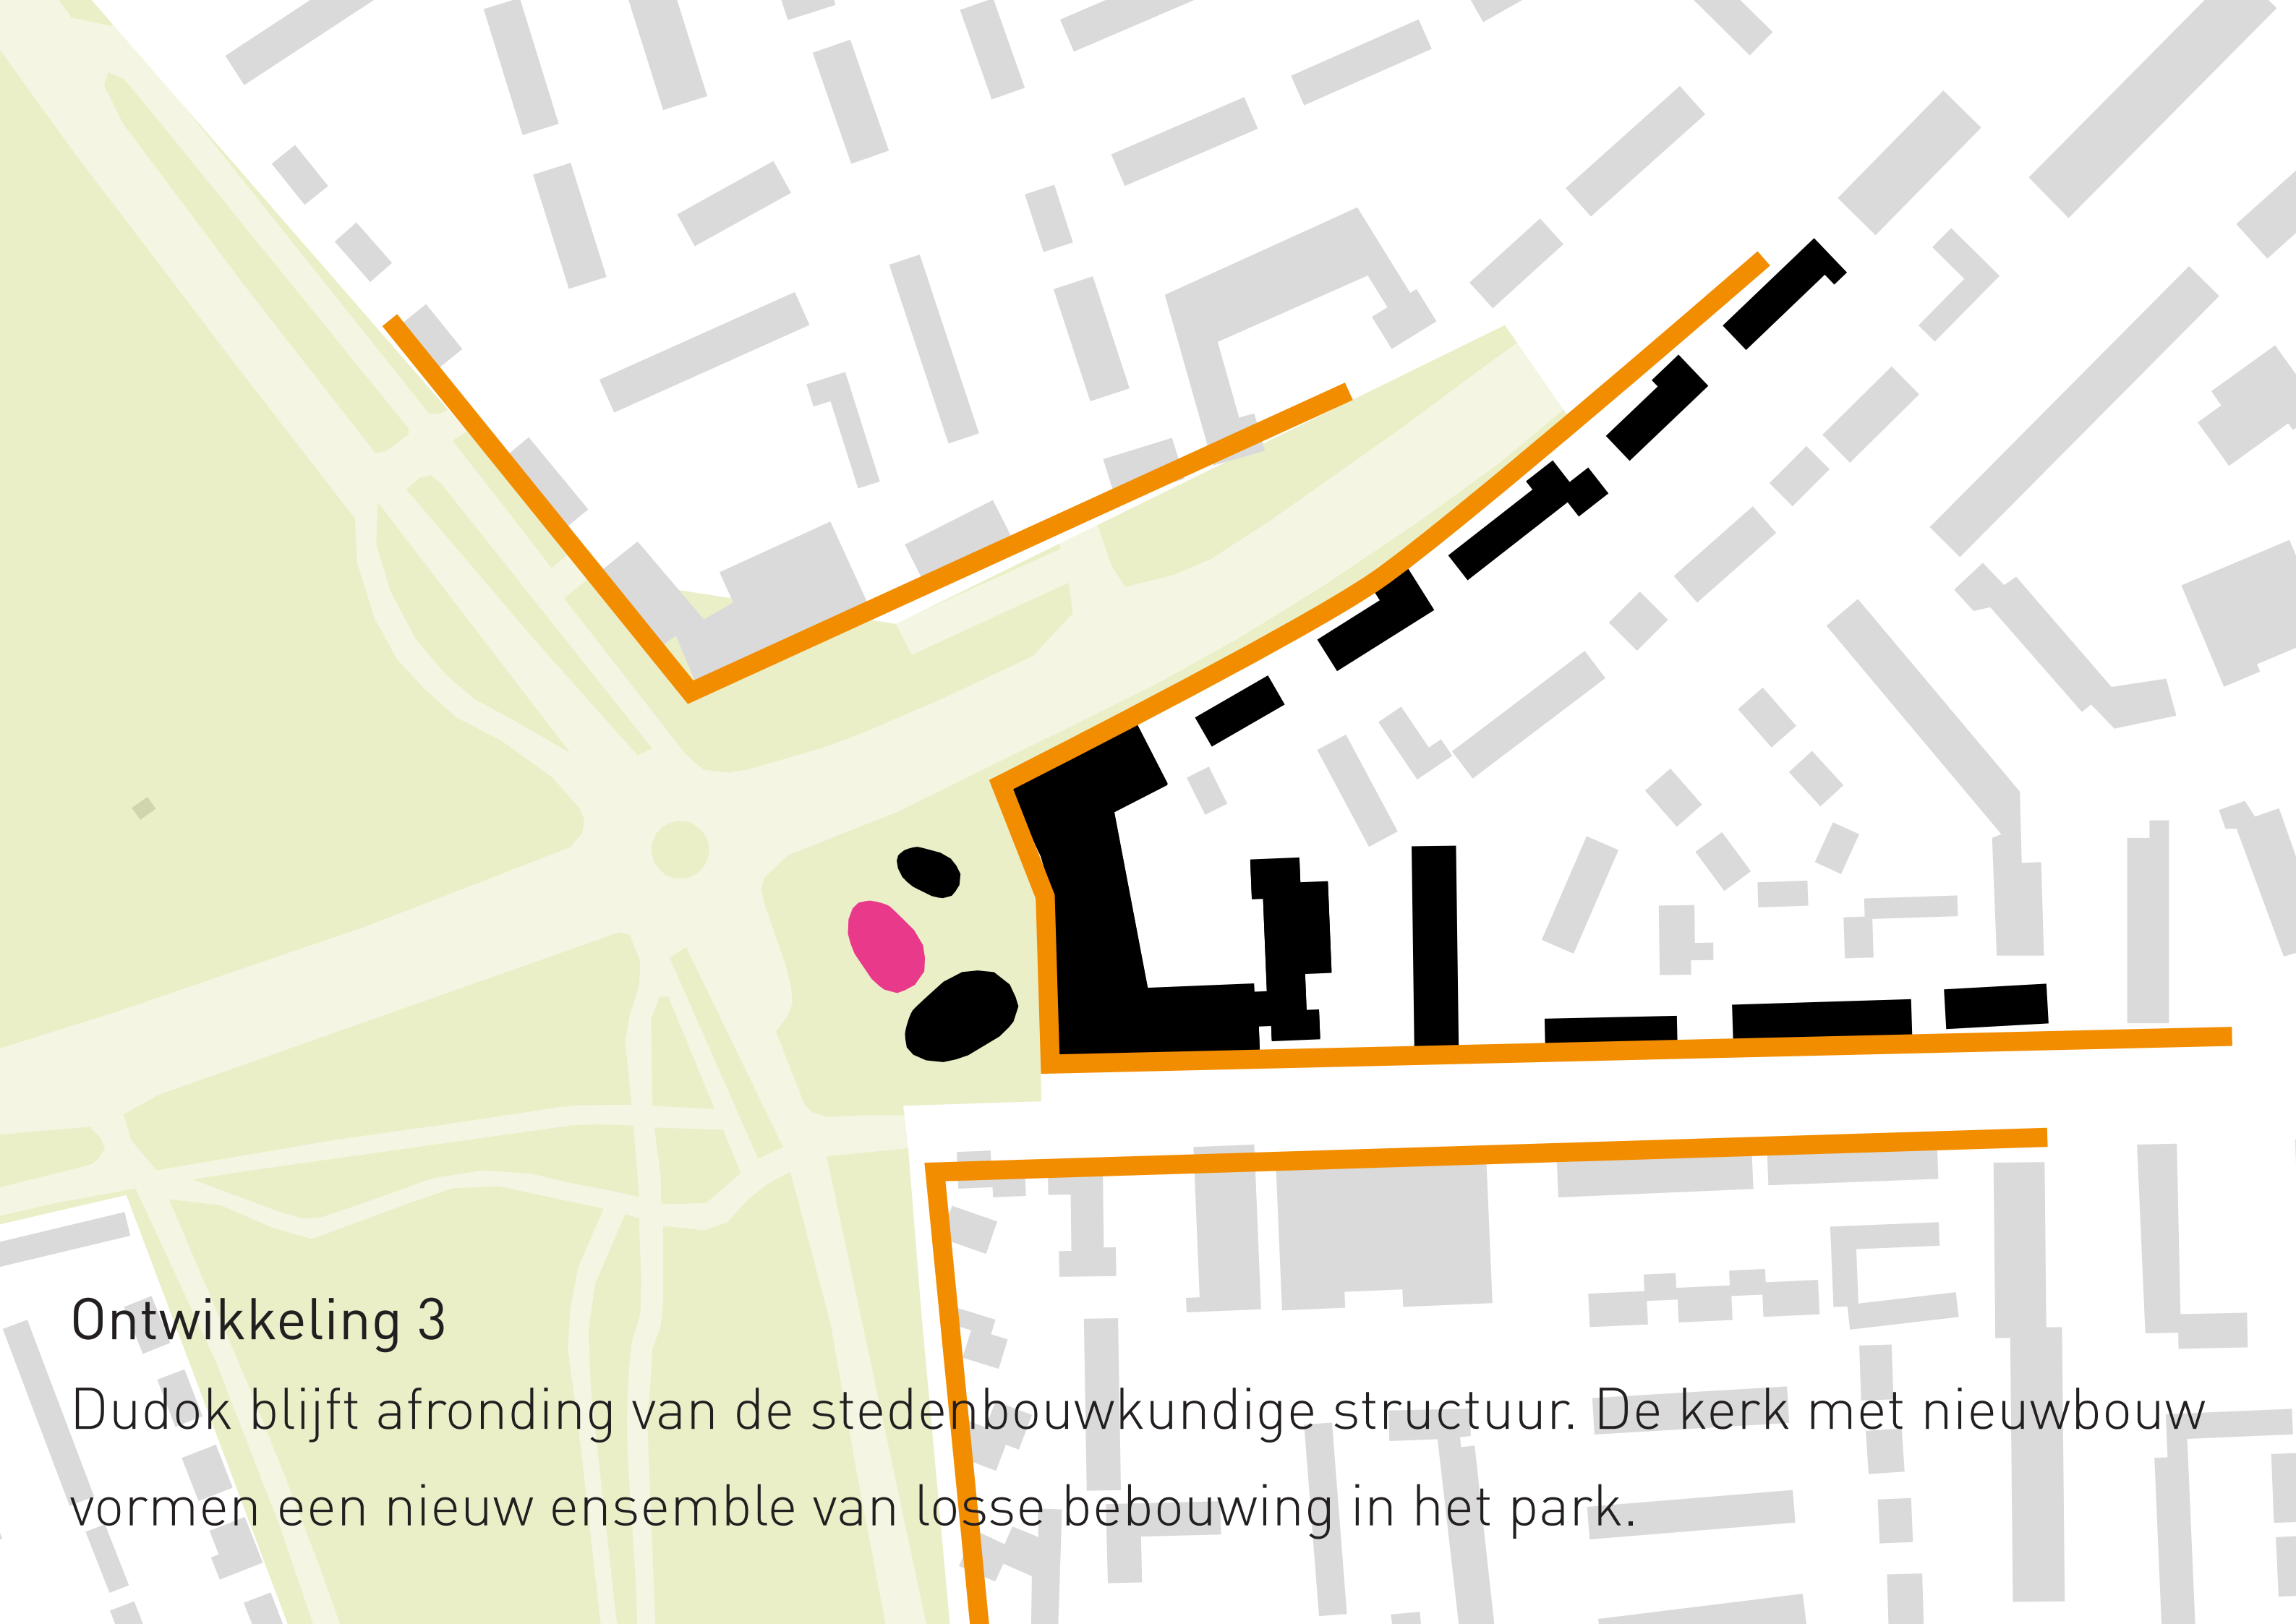 Ontwikkeling 3
Dudok blijft afronding van de stedenbouwkundige structuur. De kerk met nieuwbouw
vormen een nieuw ensemble van losse bebouwing in het park.